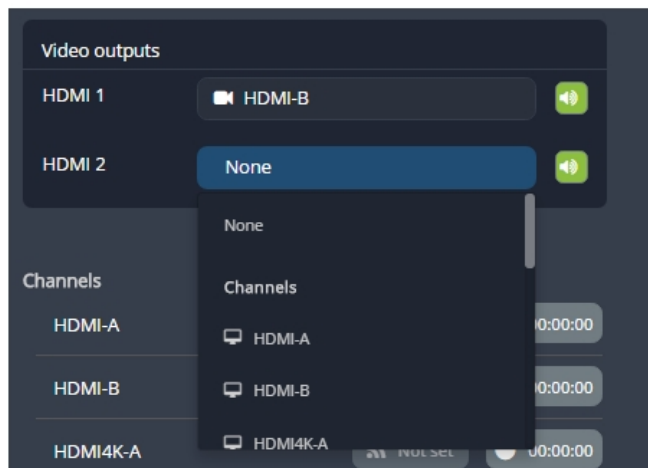 Video outputs
HDMI 1 HDMI-B
HDMI 2 None
None
Channels
Channels
HDMI-A
HDMI-A 00:00:00
HDMI-B
HDMI-B 00:00:00
HDMI4K-A
HDMI4K-A Not set 00:00:00